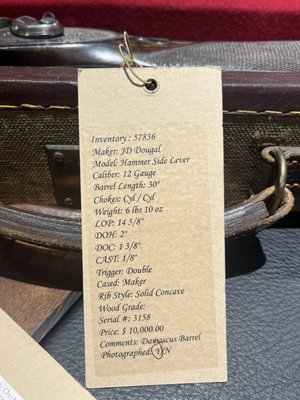 Inventory : 57836
Maker: JD Dougal
Model: Hammer Side Lever
Caliber: 12 Gauge
Barrel Length: 30"
Chokes: Cyl / Cyl
Weight: 6 lbs 10 oz
LOP: 14 5/8"
DOH: 2"
DOC: 1 3/8"
CAST: 1/8"
Trigger: Double
Cased: Maker
Rib Style: Solid Concave
Wood Grade:
Serial #: 3158
Price: $ 10,000.00
Comments: Damascus Barrel
Photographed: Y/N